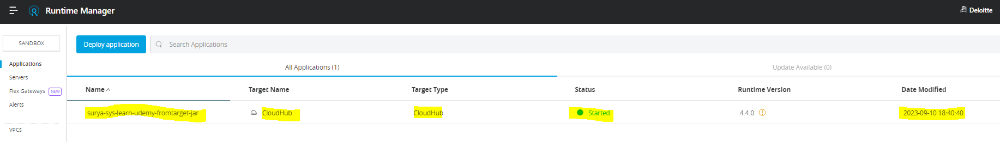 Runtime Manager
Deloitte
SANDBOX
Deploy application
Search Applications
Applications
Servers
Flex Gateways NEW
Alerts
VPCs
All Applications (1)
Update Available (0)
Name Target Name Target Type Status Runtime Version Date Modified
surya-sys-learn-udemy-fromtarget-jar CloudHub CloudHub Started 4.4.0 2023-09-10 18:40:40